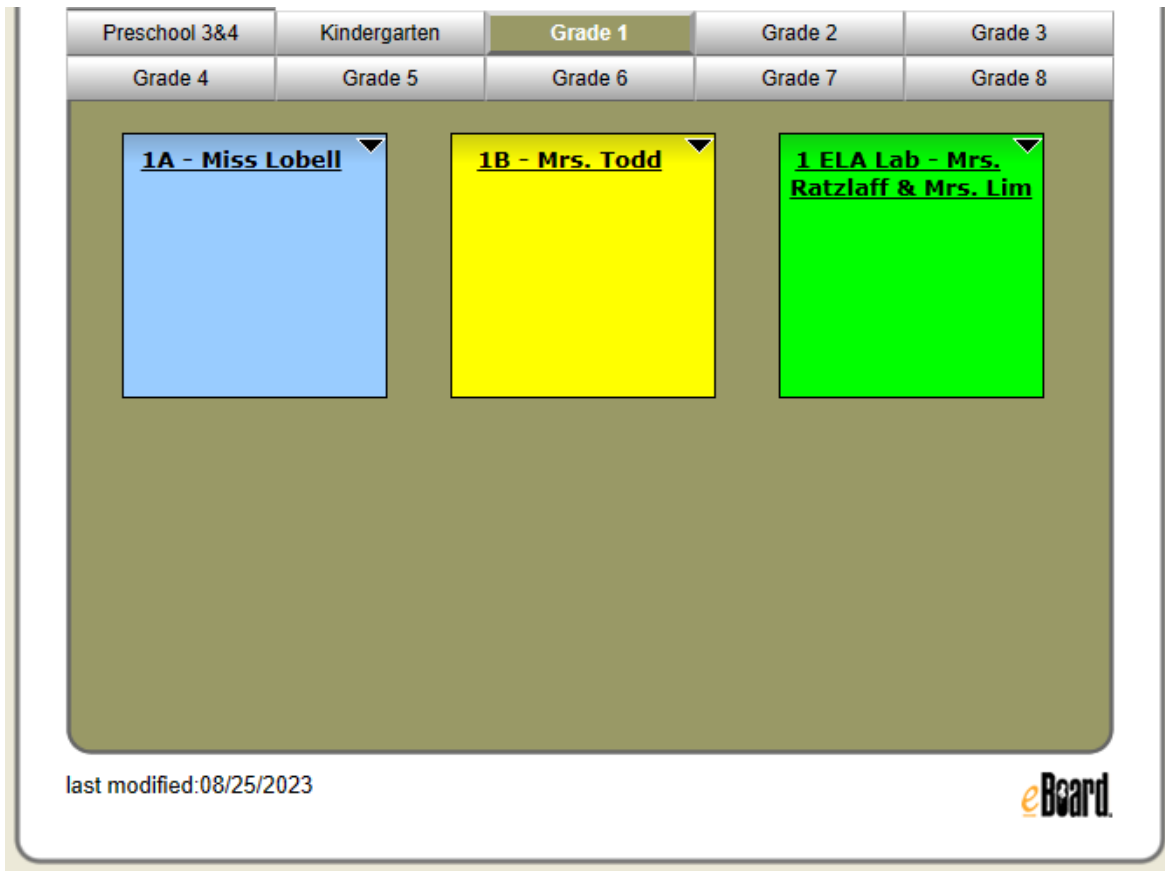 Preschool 3&4 Kindergarten Grade 1 Grade 2 Grade 3
Grade 4 Grade 5 Grade 6 Grade 7 Grade 8
1A - Miss Lobell
1B - Mrs. Todd
1 ELA Lab - Mrs.
Ratzlaff & Mrs. Lim
last modified:08/25/2023
eBoard